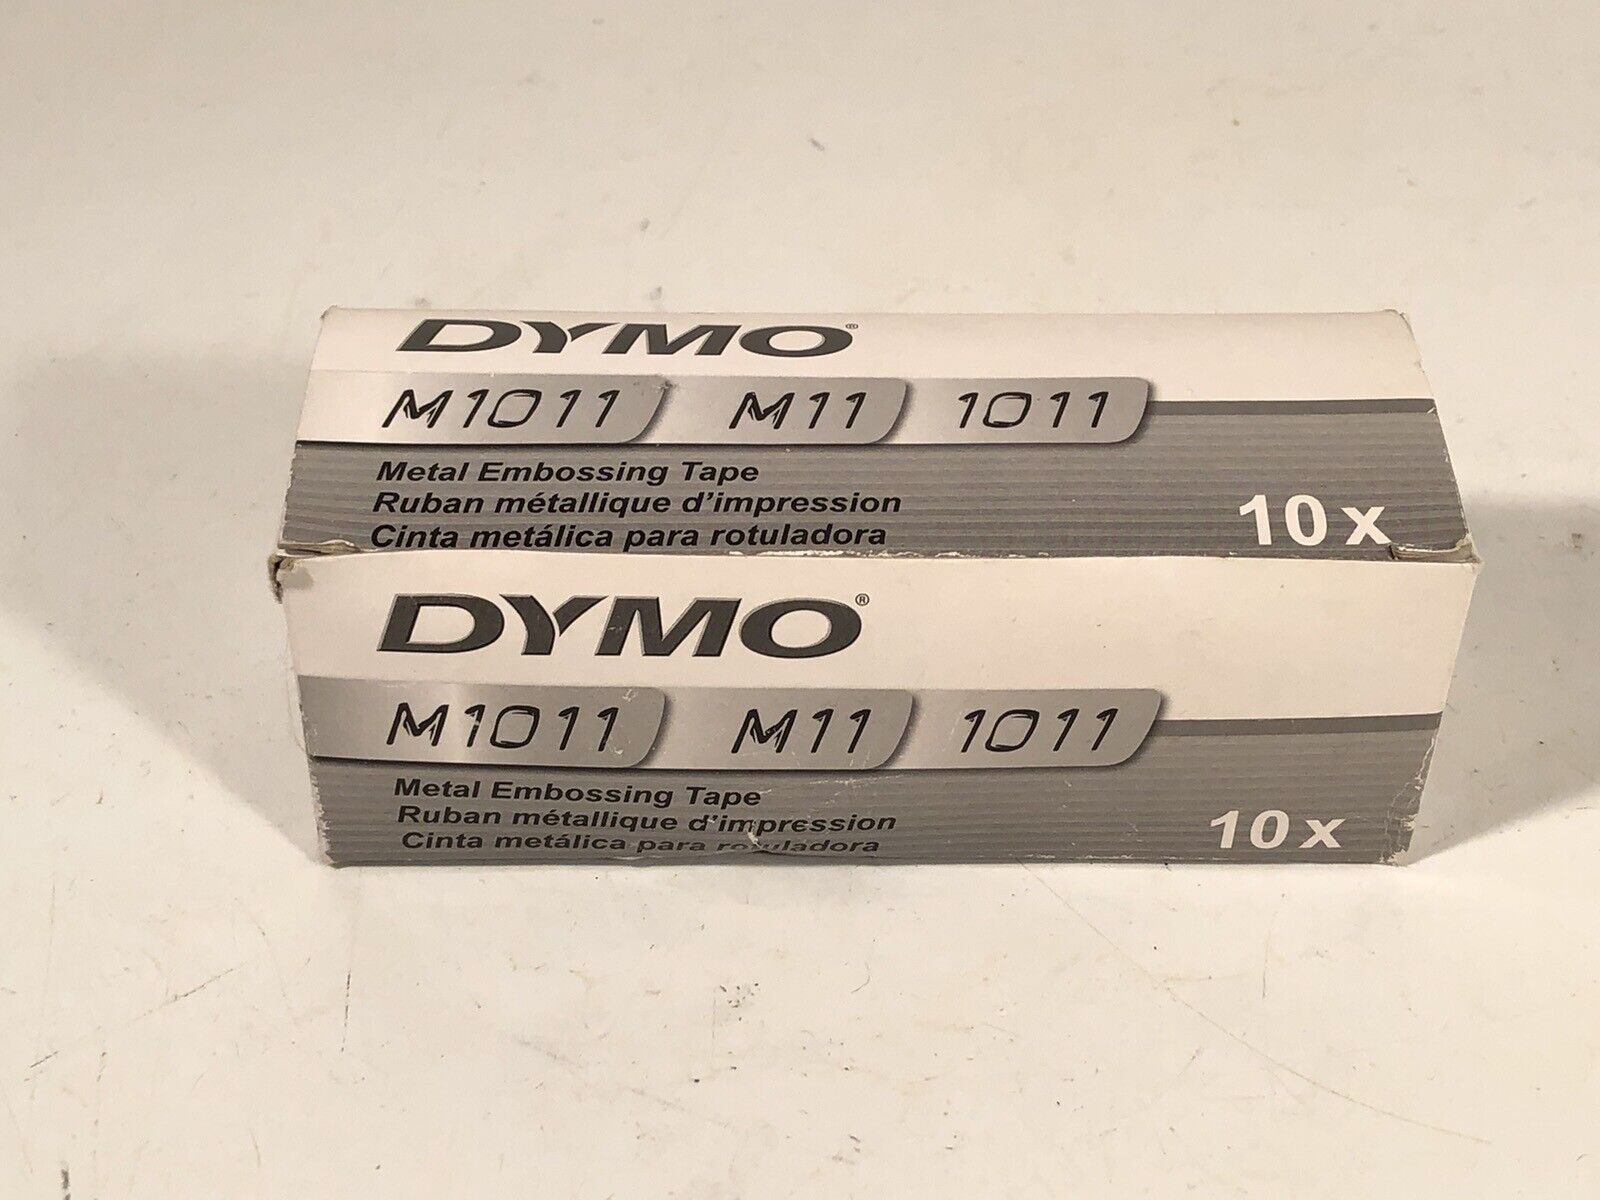 DYMO®
M1011 M11 1011
Metal Embossing Tape
Ruban métallique d'impression
Cinta metálica para rotuladora
10 x
DYMO®
M1011 M11 1011
Metal Embossing Tape
Ruban métallique d'impression
Cinta metálica para rotuladora
10 x